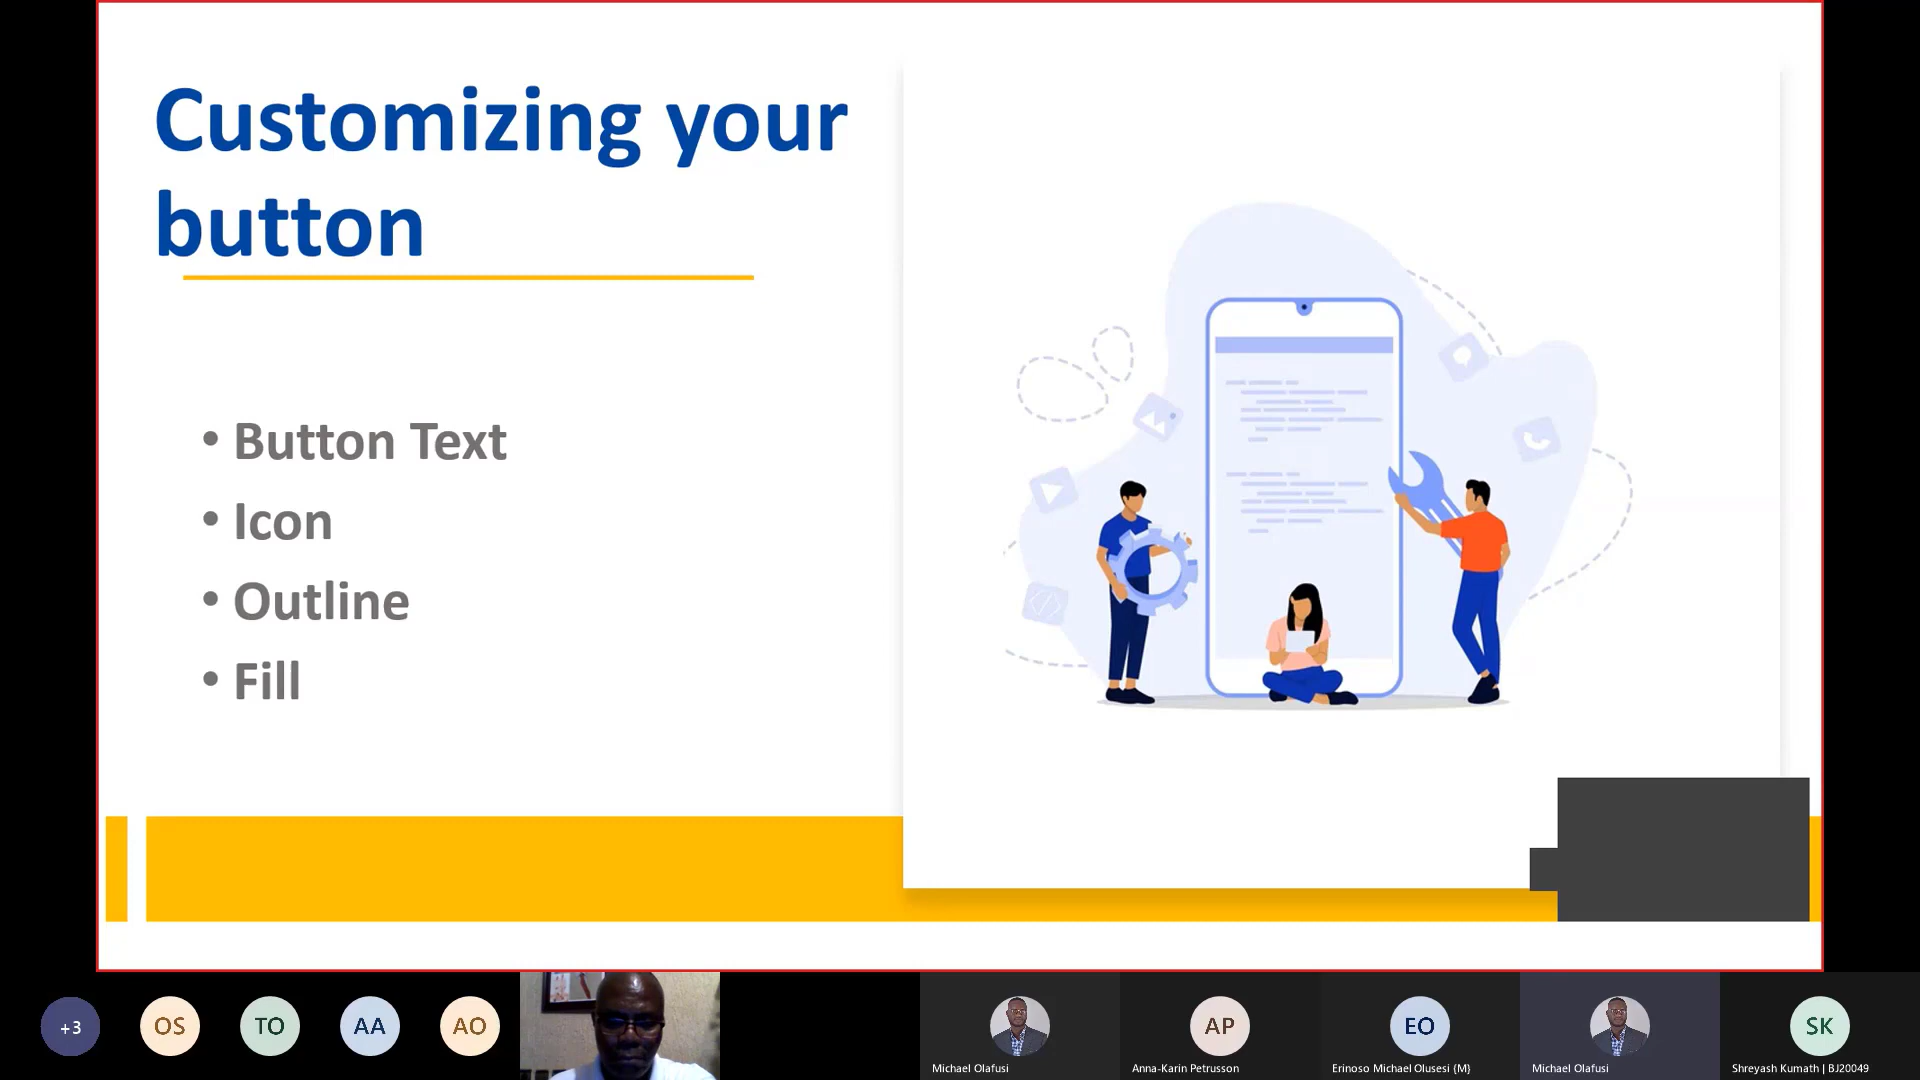 Customizing your
button
• Button Text
• Icon
• Outline
• Fill
+3
OS
TO
AA
AO
AP
EO
SK
Michael Olafusi
Anna-Karin Petrusson
Erinoso Michael Olusesi (M)
Michael Olafusi
Shreyash Kumath | BJ20049